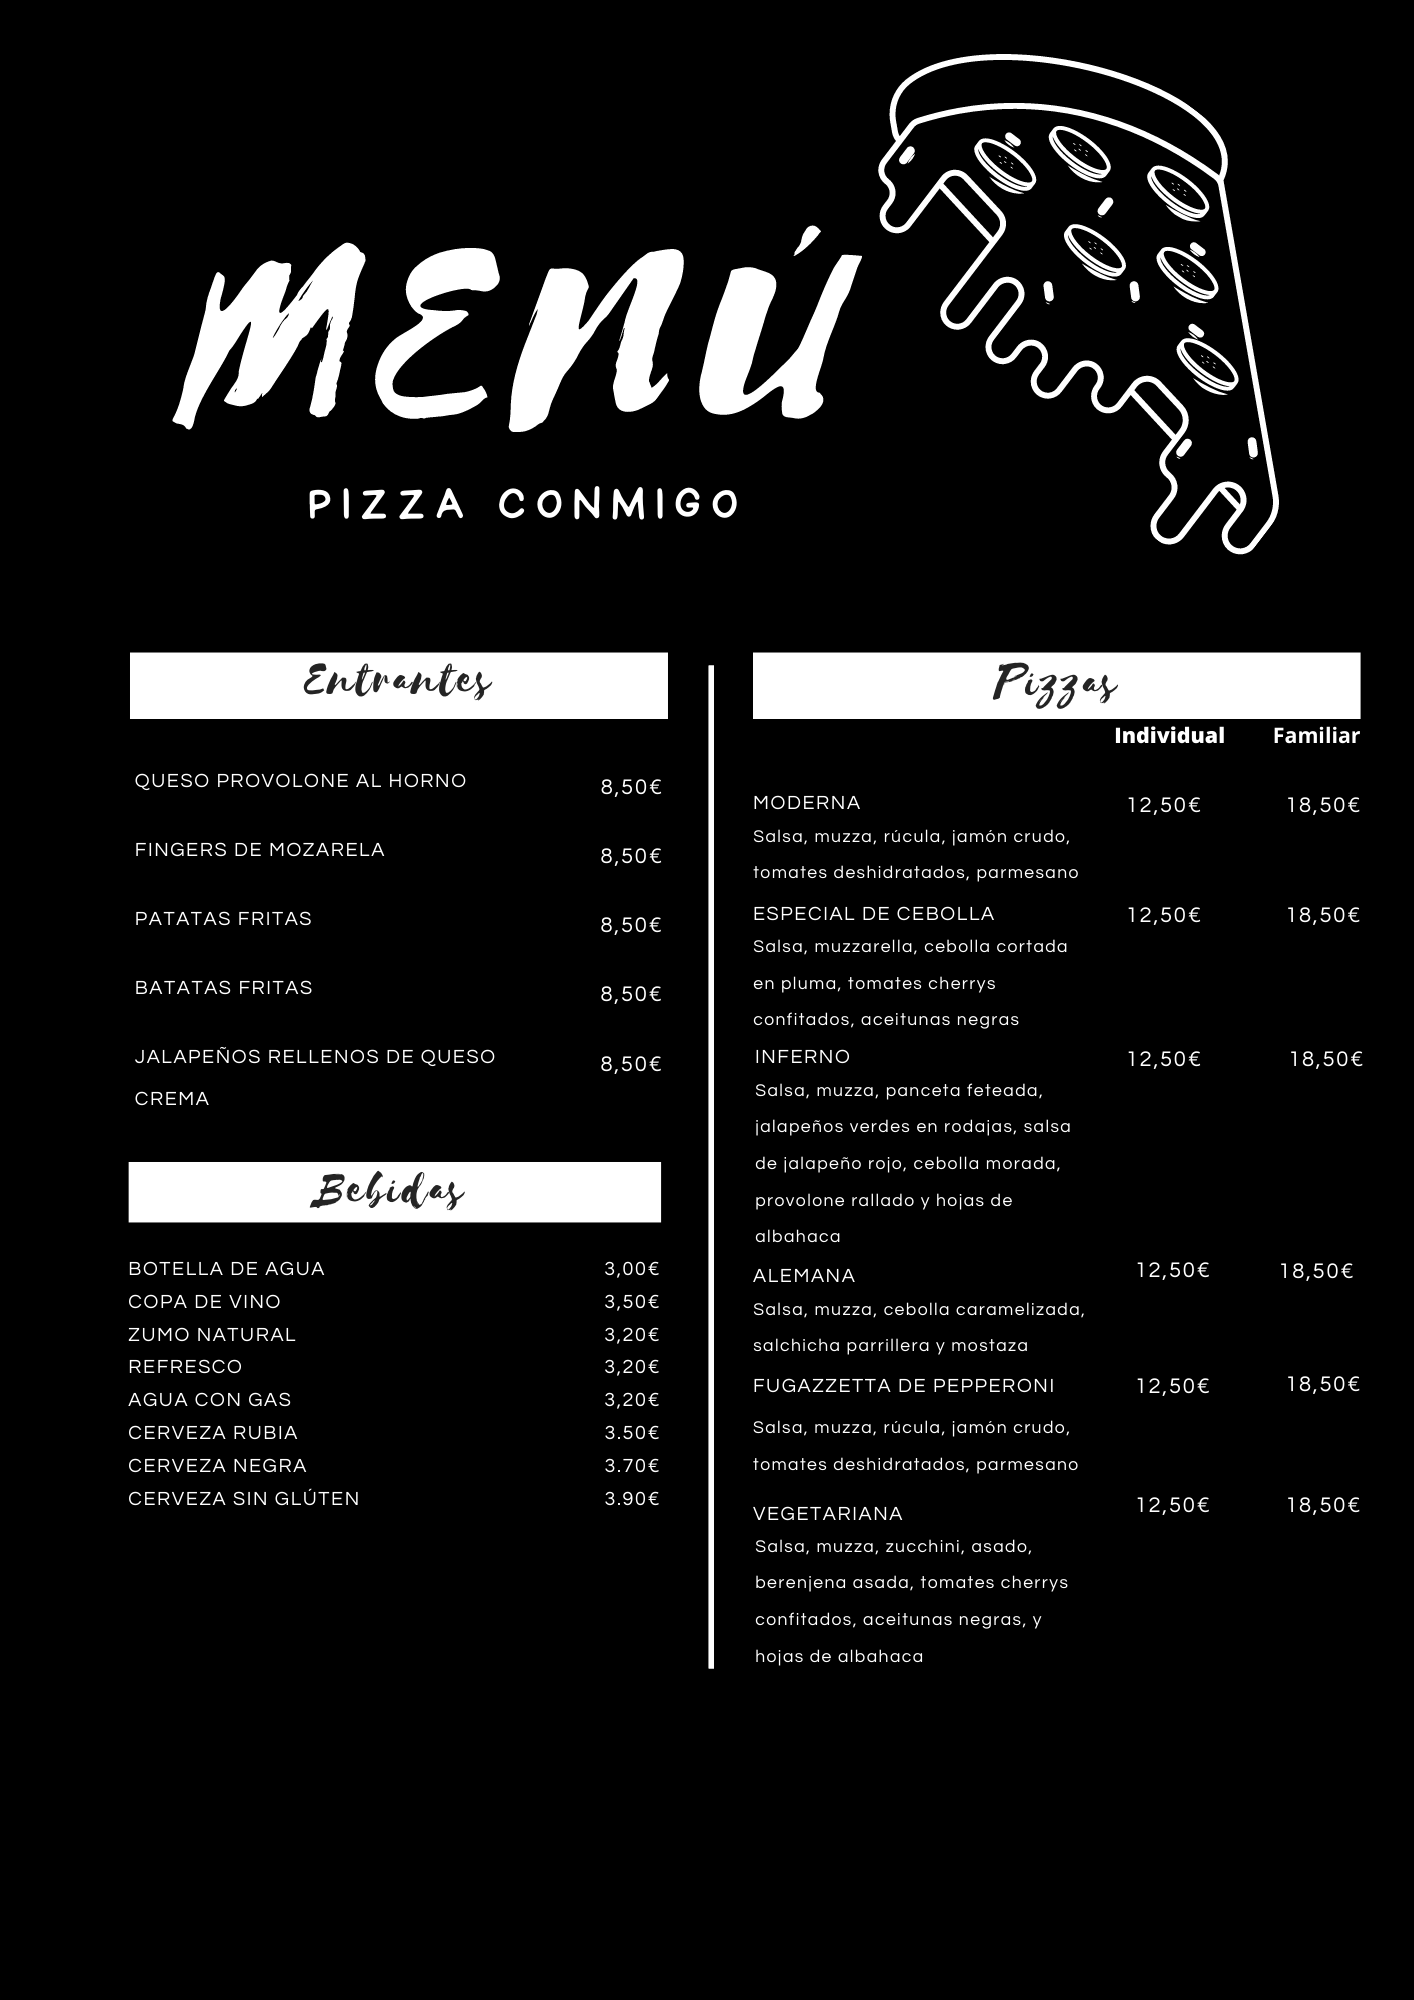 MENÚ
PIZZA CONMIGO
Entrantes
QUESO PROVOLONE AL HORNO 8,50€
FINGERS DE MOZARELA 8,50€
PATATAS FRITAS 8,50€
BATATAS FRITAS 8,50€
JALAPEÑOS RELLENOS DE QUESO 8,50€
CREMA
Bebidas
BOTELLA DE AGUA 3,00€
COPA DE VINO 3,50€
ZUMO NATURAL 3,20€
REFRESCO 3,20€
AGUA CON GAS 3,20€
CERVEZA RUBIA 3.50€
CERVEZA NEGRA 3.70€
CERVEZA SIN GLÚTEN 3.90€
Pizzas
Individual Familiar
MODERNA 12,50€ 18,50€
Salsa, muzza, rúcula, jamón crudo,
tomates deshidratados, parmesano
ESPECIAL DE CEBOLLA 12,50€ 18,50€
Salsa, muzzarella, cebolla cortada
en pluma, tomates cherrys
confitados, aceitunas negras
INFERNO 12,50€ 18,50€
Salsa, muzza, panceta feteada,
jalapeños verdes en rodajas, salsa
de jalapeño rojo, cebolla morada,
provolone rallado y hojas de
albahaca
ALEMANA 12,50€ 18,50€
Salsa, muzza, cebolla caramelizada,
salchicha parrillera y mostaza
FUGAZZETTA DE PEPPERONI 12,50€ 18,50€
Salsa, muzza, rúcula, jamón crudo,
tomates deshidratados, parmesano
VEGETARIANA 12,50€ 18,50€
Salsa, muzza, zucchini, asado,
berenjena asada, tomates cherrys
confitados, aceitunas negras, y
hojas de albahaca